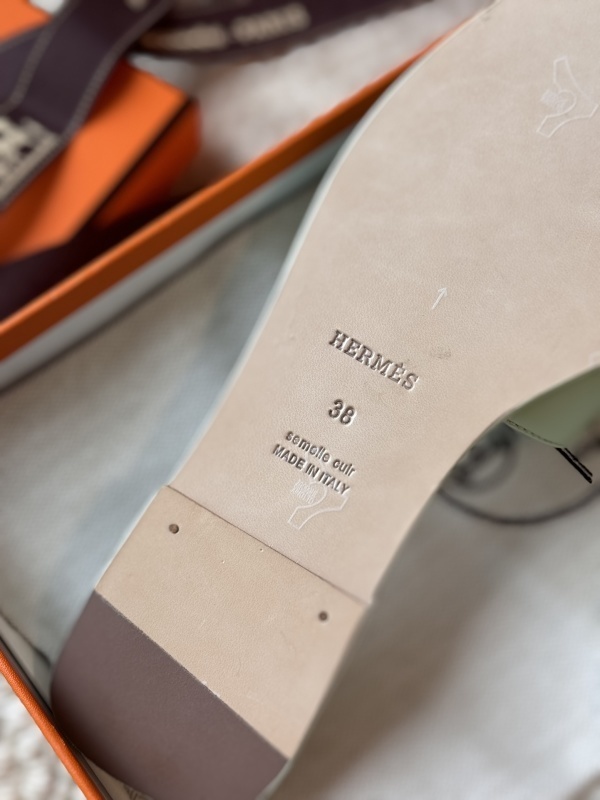 HERMÈS
38
semelle cuir
MADE IN ITALY